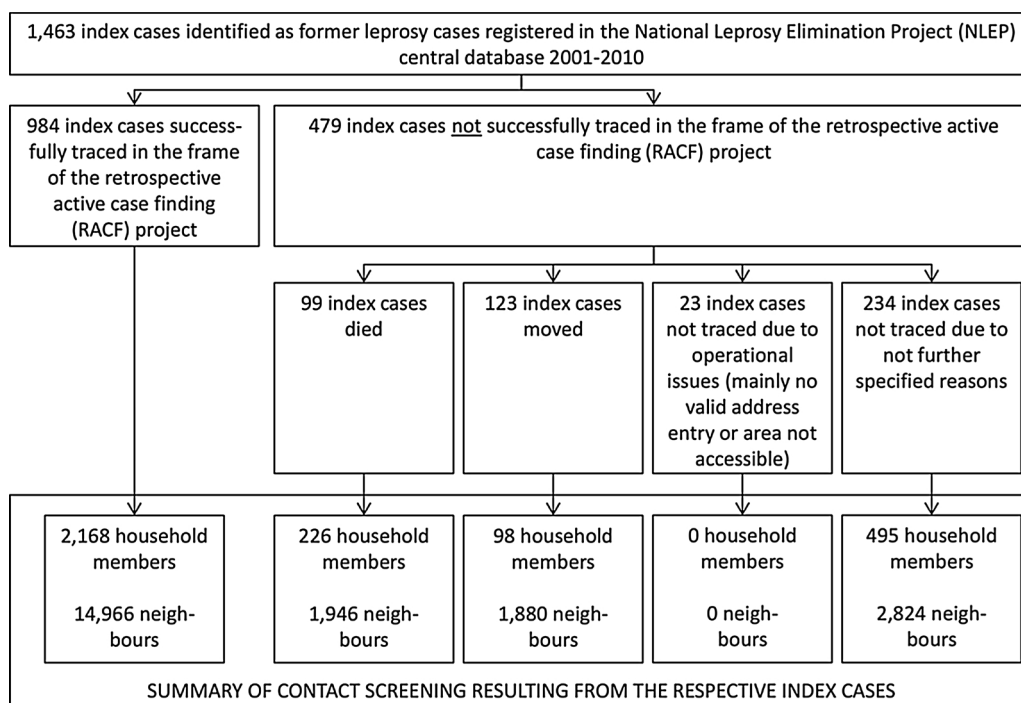 1,463 index cases identified as former leprosy cases registered in the National Leprosy Elimination Project (NLEP)
central database 2001-2010
984 index cases success-
fully traced in the frame
of the retrospective
active case finding
(RACF) project
479 index cases not successfully traced in the frame of the retrospective active
case finding (RACF) project
99 index cases
died
123 index cases
moved
23 index cases
not traced due to
operational
issues (mainly no
valid address
entry or area not
accessible)
234 index cases
not traced due to
not further
specified reasons
2,168 household
members
14,966 neigh-
bours
226 household
members
1,946 neigh-
bours
98 household
members
1,880 neigh-
bours
0 household
members
0 neigh-
bours
495 household
members
2,824 neigh-
bours
SUMMARY OF CONTACT SCREENING RESULTING FROM THE RESPECTIVE INDEX CASES